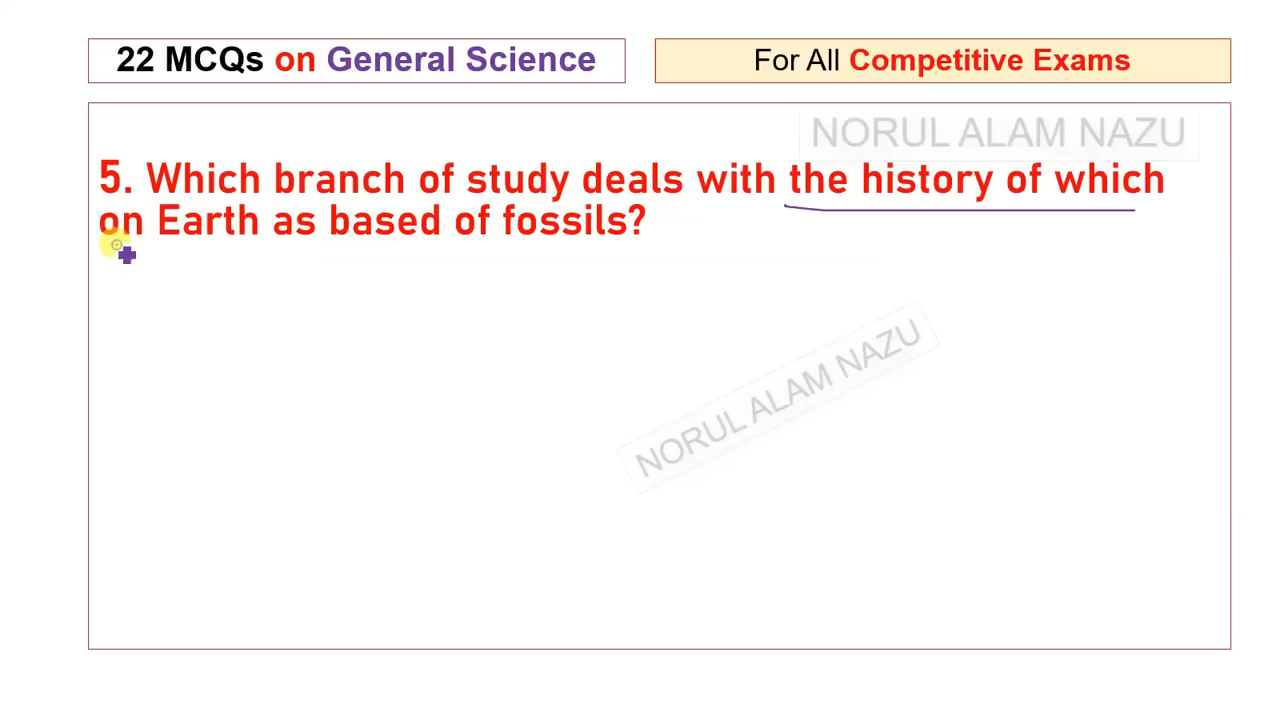 22 MCQs on General Science
For All Competitive Exams
NORUL ALAM NAZU
5. Which branch of study deals with the history of which
on Earth as based of fossils?
NORUL ALAM NAZU